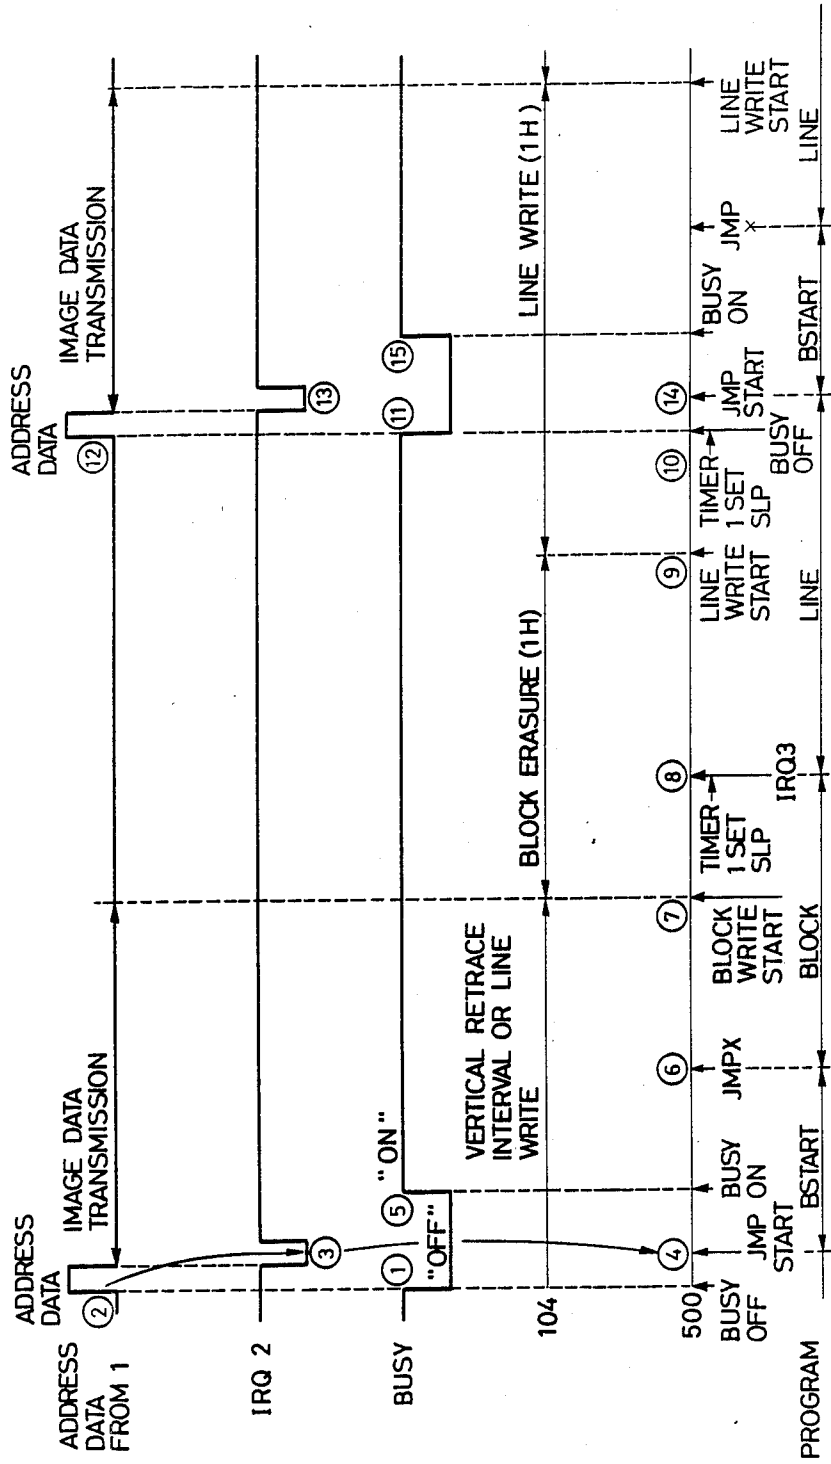 ADDRESS
DATA
FROM 1
ADDRESS
DATA
②
IMAGE DATA
TRANSMISSION
⑫
ADDRESS
DATA
IMAGE DATA
TRANSMISSION
IRQ 2
③
⑬
BUSY
①
"OFF"
⑤
"ON"
⑪
⑮
104
VERTICAL RETRACE
INTERVAL OR LINE
WRITE
BLOCK ERASURE (1H)
LINE WRITE (1H)
500
④
⑥
⑦
⑧
⑨
⑩
⑭
BUSY
OFF
JMP
START
BUSY
ON
JMPX
BLOCK
WRITE
START
TIMER
1 SET
SLP
IRQ3
LINE
WRITE
START
TIMER
1 SET
SLP
BUSY
OFF
JMP
START
BUSY
ON
JMP
X
LINE
WRITE
START
PROGRAM
BSTART
BLOCK
LINE
BSTART
LINE